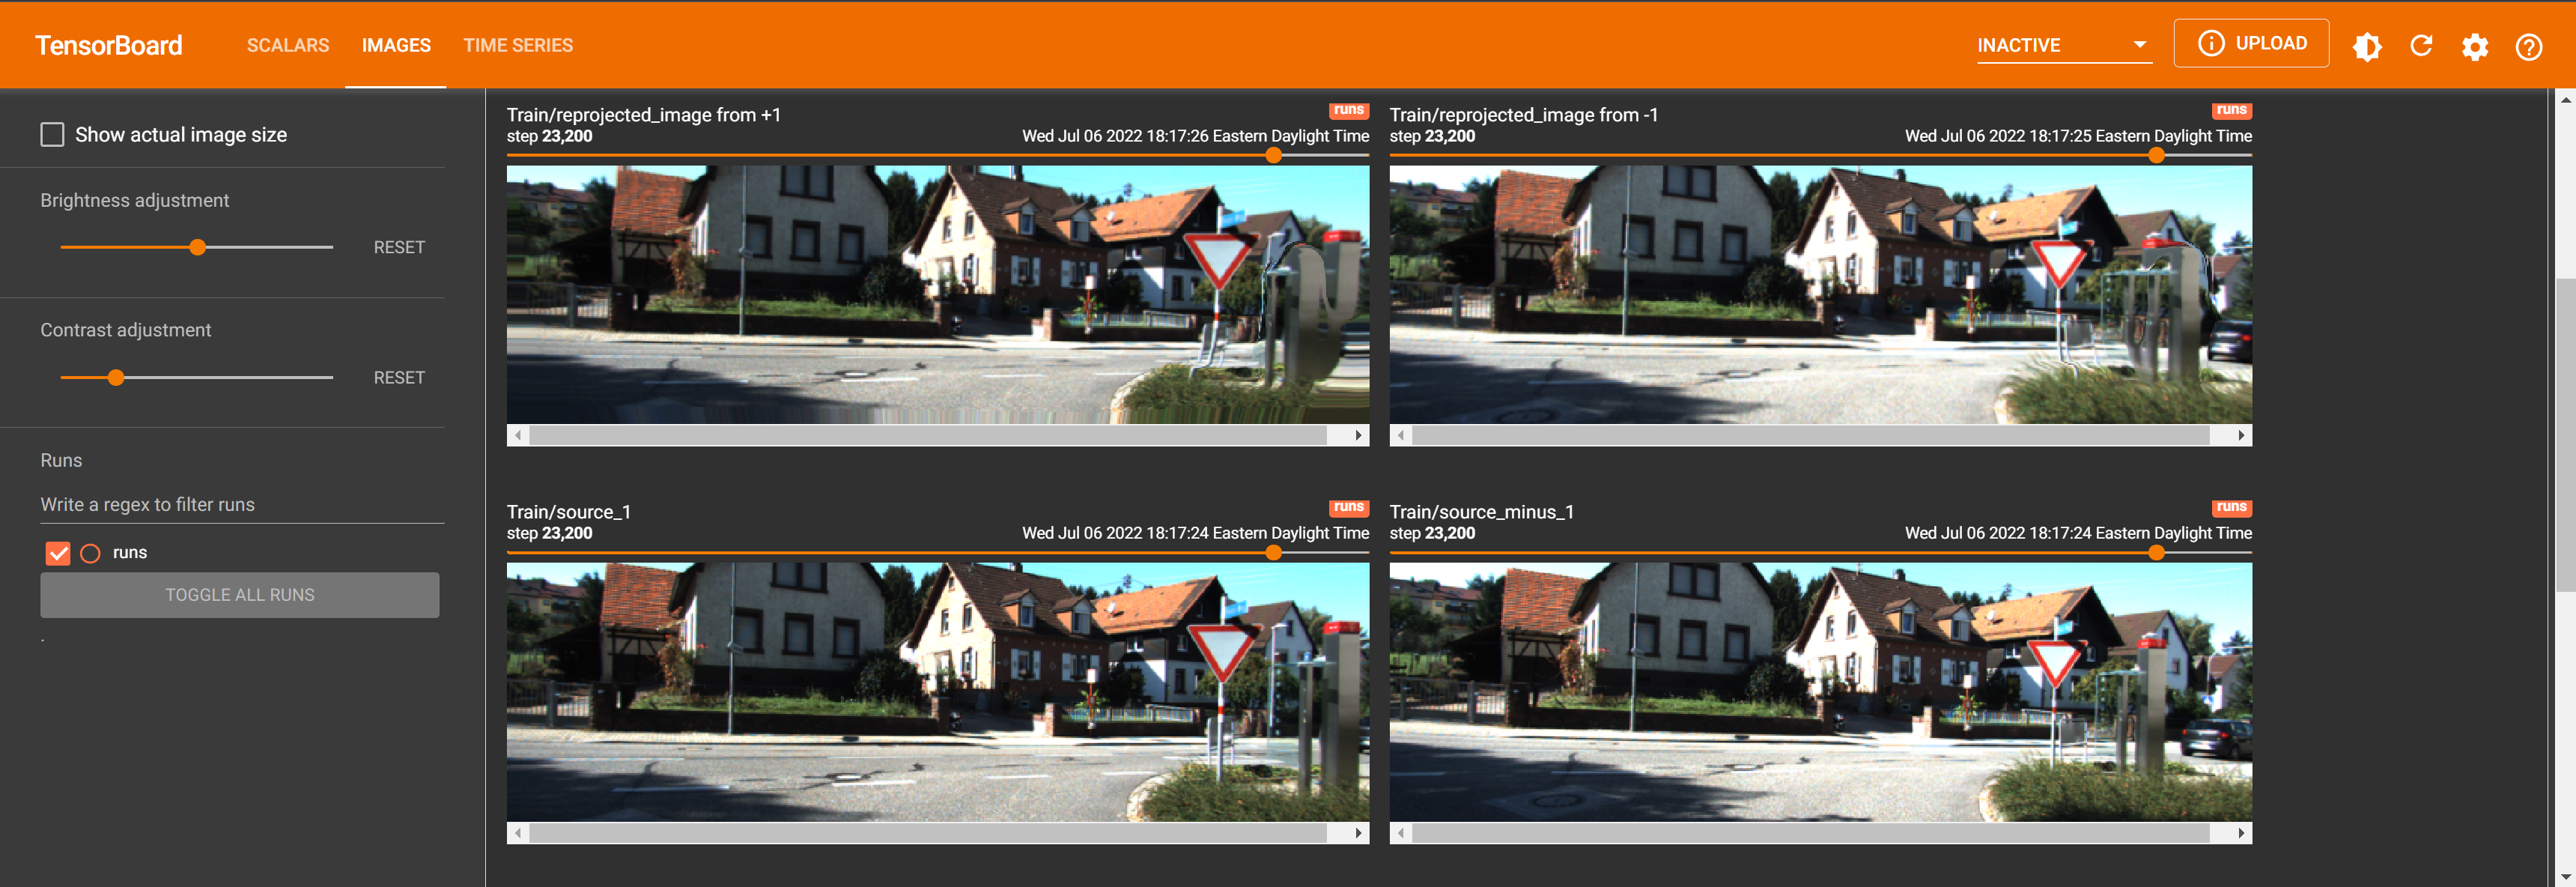 TensorBoard
SCALARS
IMAGES
TIME SERIES
INACTIVE
UPLOAD
Show actual image size
Brightness adjustment
RESET
Contrast adjustment
RESET
Runs
Write a regex to filter runs
runs
TOGGLE ALL RUNS
.
Train/reprojected_image from +1
runs
step 23,200
Wed Jul 06 2022 18:17:26 Eastern Daylight Time
Train/reprojected_image from -1
runs
step 23,200
Wed Jul 06 2022 18:17:25 Eastern Daylight Time
Train/source_1
runs
step 23,200
Wed Jul 06 2022 18:17:24 Eastern Daylight Time
Train/source_minus_1
runs
step 23,200
Wed Jul 06 2022 18:17:24 Eastern Daylight Time